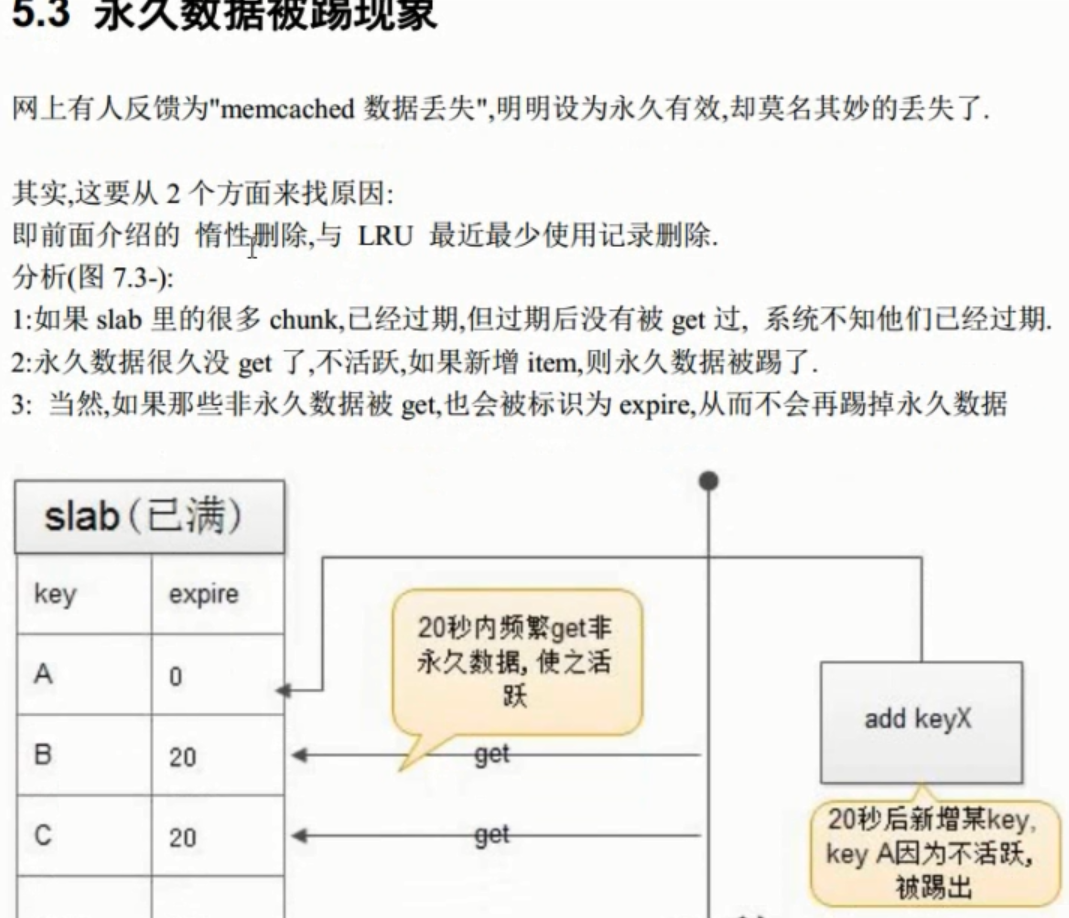 5.3 永久数据被踢现象
网上有人反馈为"memcached 数据丢失",明明设为永久有效,却莫名其妙的丢失了.
其实,这要从 2 个方面来找原因:
即前面介绍的 惰性删除,与 LRU 最近最少使用记录删除.
分析(图 7.3-):
1:如果 slab 里的很多 chunk,已经过期,但过期后没有被 get 过, 系统不知他们已经过期.
2:永久数据很久没 get 了,不活跃,如果新增 item,则永久数据被踢了.
3: 当然,如果那些非永久数据被 get,也会被标识为 expire,从而不会再踢掉永久数据
slab(已满)
key expire
A 0
B 20
C 20
20秒内频繁get非
永久数据, 使之活
跃
get
get
add keyX
20秒后新增某key,
key A因为不活跃,
被踢出